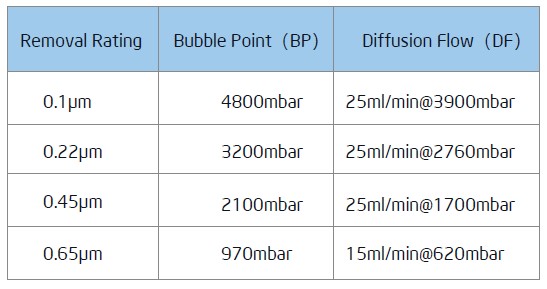 Removal Rating Bubble Point（BP） Diffusion Flow（DF）
0.1μm 4800mbar 25ml/min@3900mbar
0.22μm 3200mbar 25ml/min@2760mbar
0.45μm 2100mbar 25ml/min@1700mbar
0.65μm 970mbar 15ml/min@620mbar